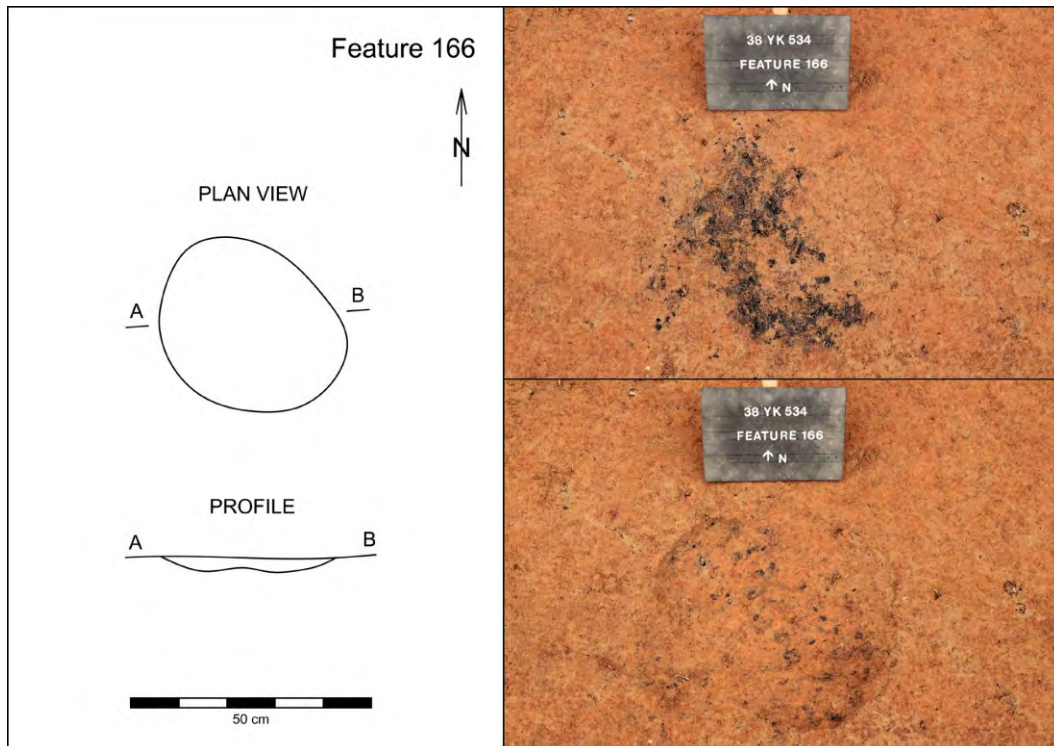 Feature 166
N
PLAN VIEW
A
B
PROFILE
A
B
50 cm
38 YK 534
FEATURE 166
↑ N
38 YK 534
FEATURE 166
↑ N